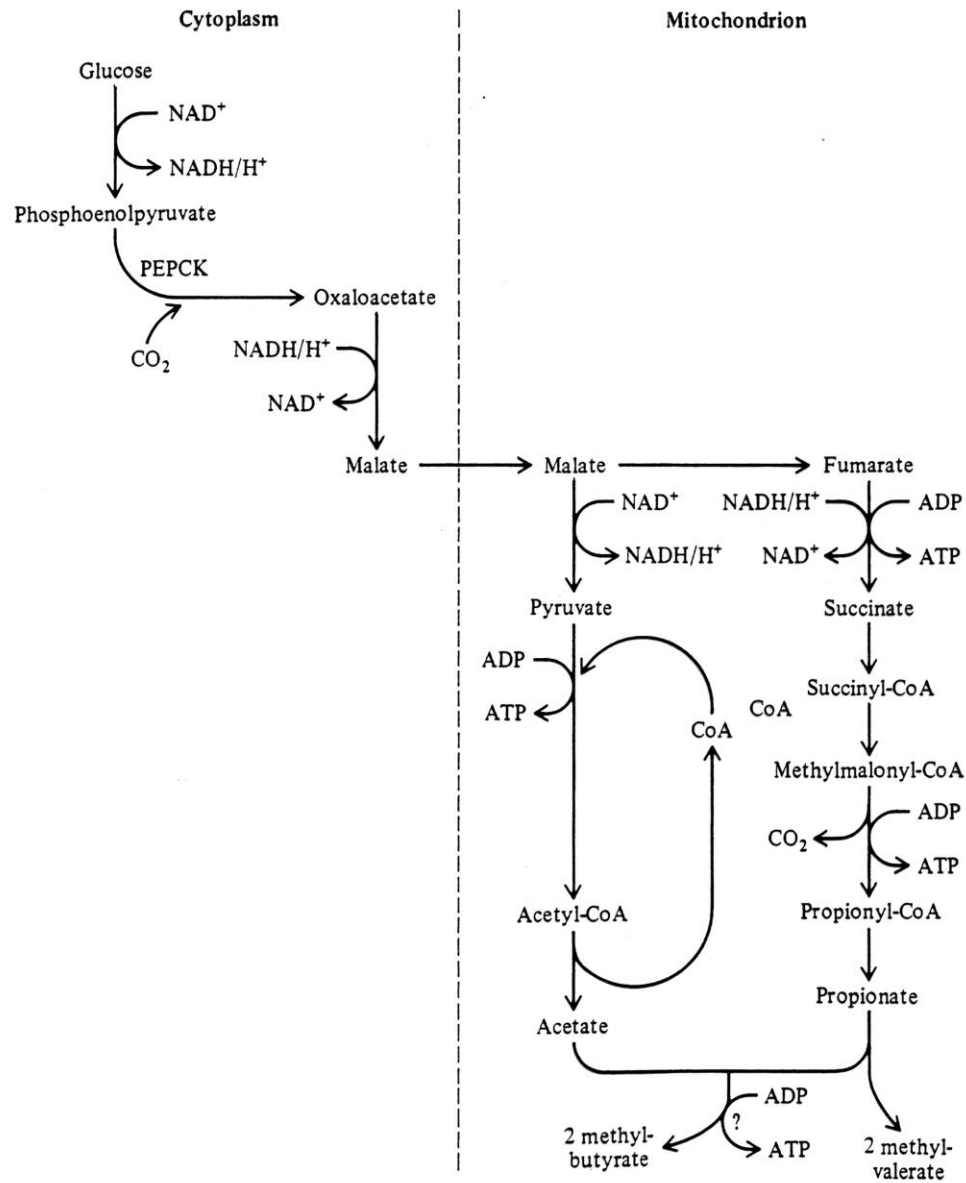 Cytoplasm
Mitochondrion
Glucose
NAD⁺
NADH/H⁺
Phosphoenolpyruvate
PEPCK
Oxaloacetate
CO₂
NADH/H⁺
NAD⁺
Malate
Malate
Fumarate
NAD⁺
NADH/H⁺
ADP
NADH/H⁺
NAD⁺
ATP
Pyruvate
Succinate
ADP
ATP
CoA
CoA
Succinyl-CoA
Methylmalonyl-CoA
ADP
CO₂
ATP
Acetyl-CoA
Propionyl-CoA
Acetate
Propionate
ADP
?
ATP
2 methyl-
butyrate
2 methyl-
valerate